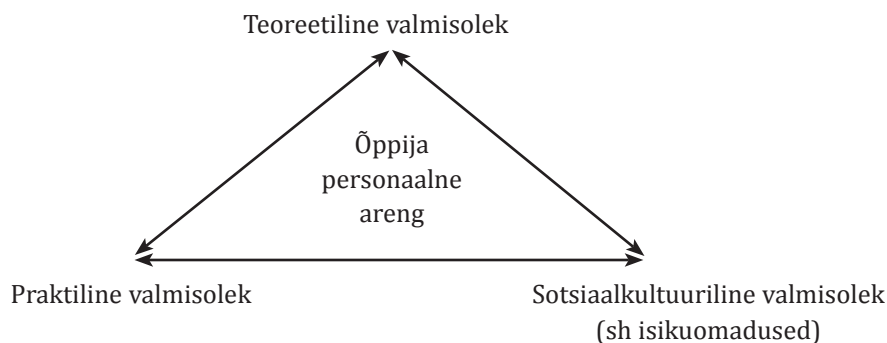 Teoreetiline valmisolek
Õppija
personaalne
areng
Praktiline valmisolek
Sotsiaalkultuuriline valmisolek
(sh isikuomadused)